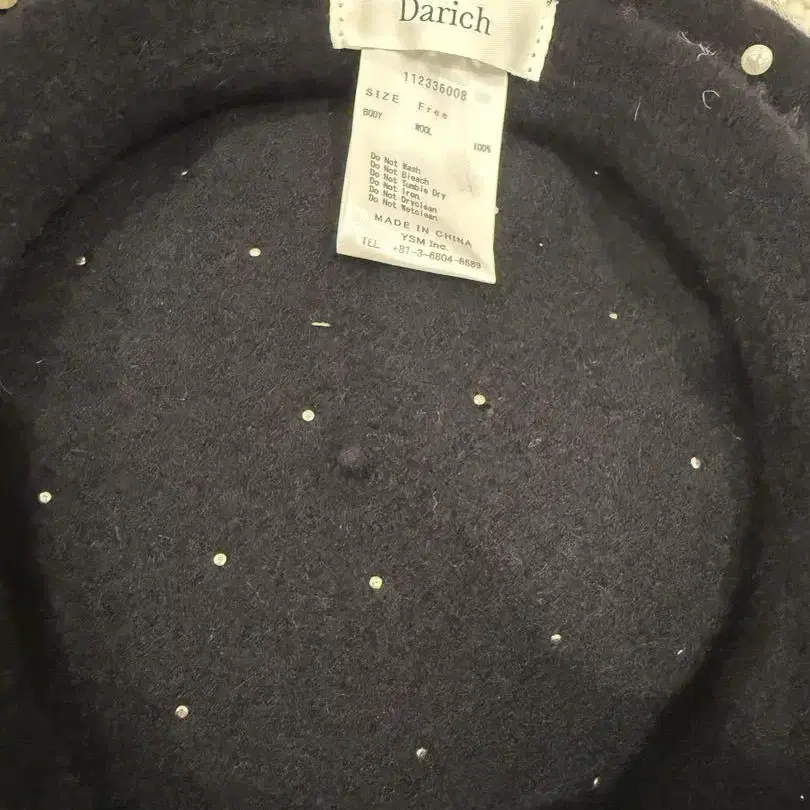 Darich
112336008
SIZE Free
BODY WOOL 100%
Do Not Wash
Do Not Bleach
Do Not Tumble Dry
Do Not Iron
Do Not Dryclean
Do Not Wetclean
MADE IN CHINA
YSM Inc.
TEL +81-3-6804-6689